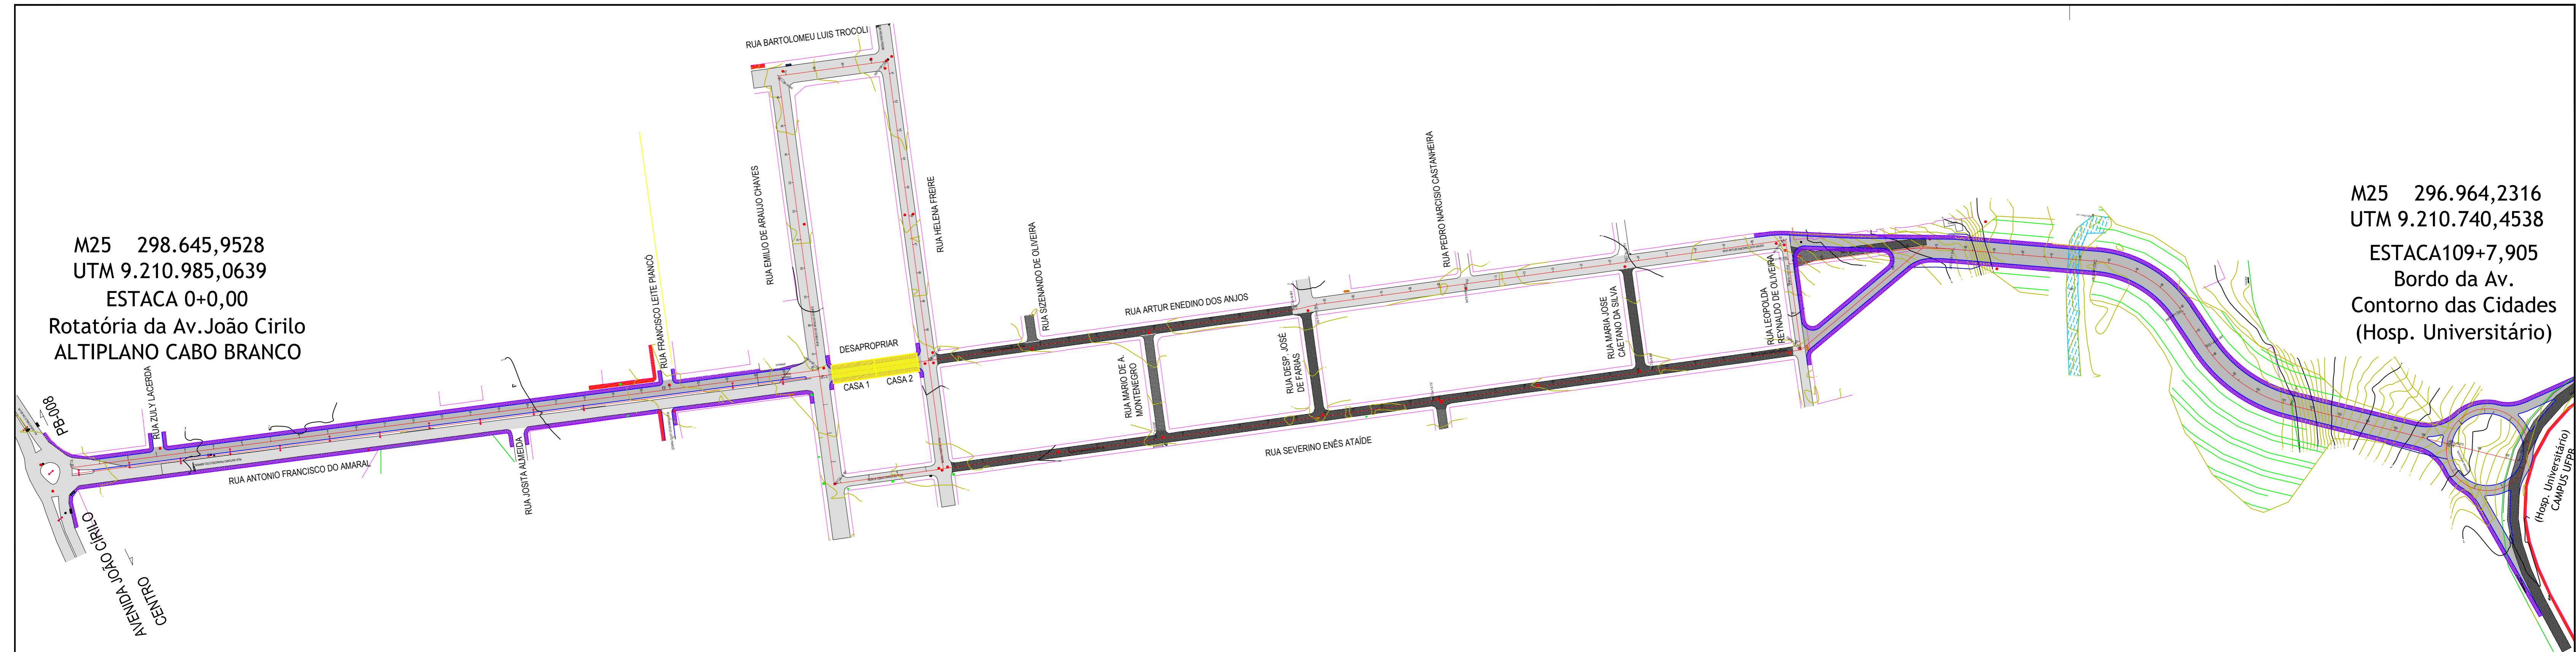 RUA BARTOLOMEU LUIS TROCOLI
M25 298.645,9528
UTM 9.210.985,0639
ESTACA 0+0,00
Rotatória da Av.João Cirilo
ALTIPLANO CABO BRANCO
PB-008
RUA ZULY LACERDA
RUA ANTONIO FRANCISCO DO AMARAL
AVENIDA JOÃO CÍRILO
CENTRO
RUA JOSITA ALMEIDA
RUA FRANCISCO LEITE PIANCÓ
RUA EMILIO DE ARAUJO CHAVES
DESAPROPRIAR
CASA 1
CASA 2
RUA HELENA FREIRE
RUA SIZENANDO DE OLIVEIRA
RUA ARTUR ENEDINO DOS ANJOS
RUA MARIO DE A.
MONTENEGRO
RUA DESP. JOSÉ
DE FARIAS
RUA SEVERINO ENÊS ATAÍDE
RUA PEDRO NARCISIO CASTANHEIRA
RUA MARIA JOSE
CAETANO DA SILVA
RUA LEOPOLDA
REYNALDO DE OLIVEIRA
M25 296.964,2316
UTM 9.210.740,4538
ESTACA109+7,905
Bordo da Av.
Contorno das Cidades
(Hosp. Universitário)
(Hosp. Universitário)
CAMPUS UFPB